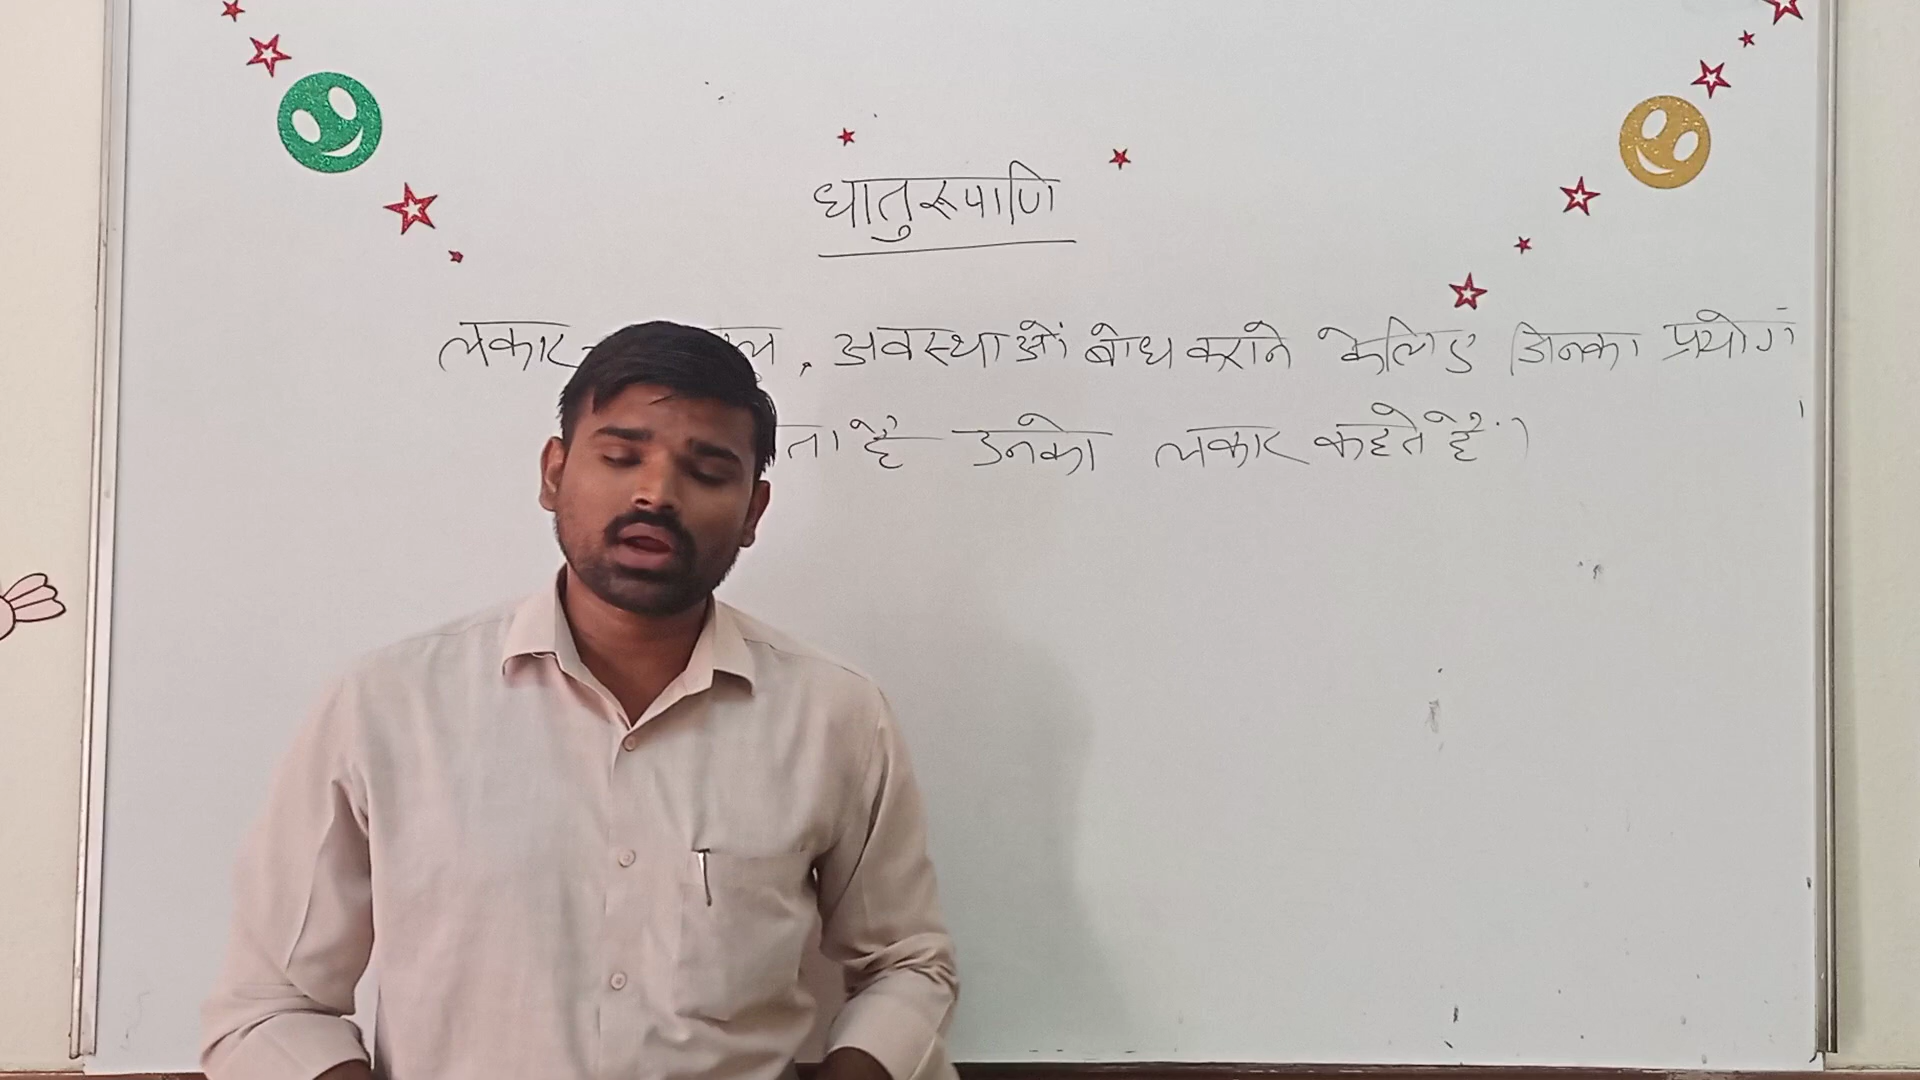 धातुरूपाणि
लकार - , अवस्थाओं बोध कराने के लिए जिनका प्रयोग
है उनको लकार कहते हैं।